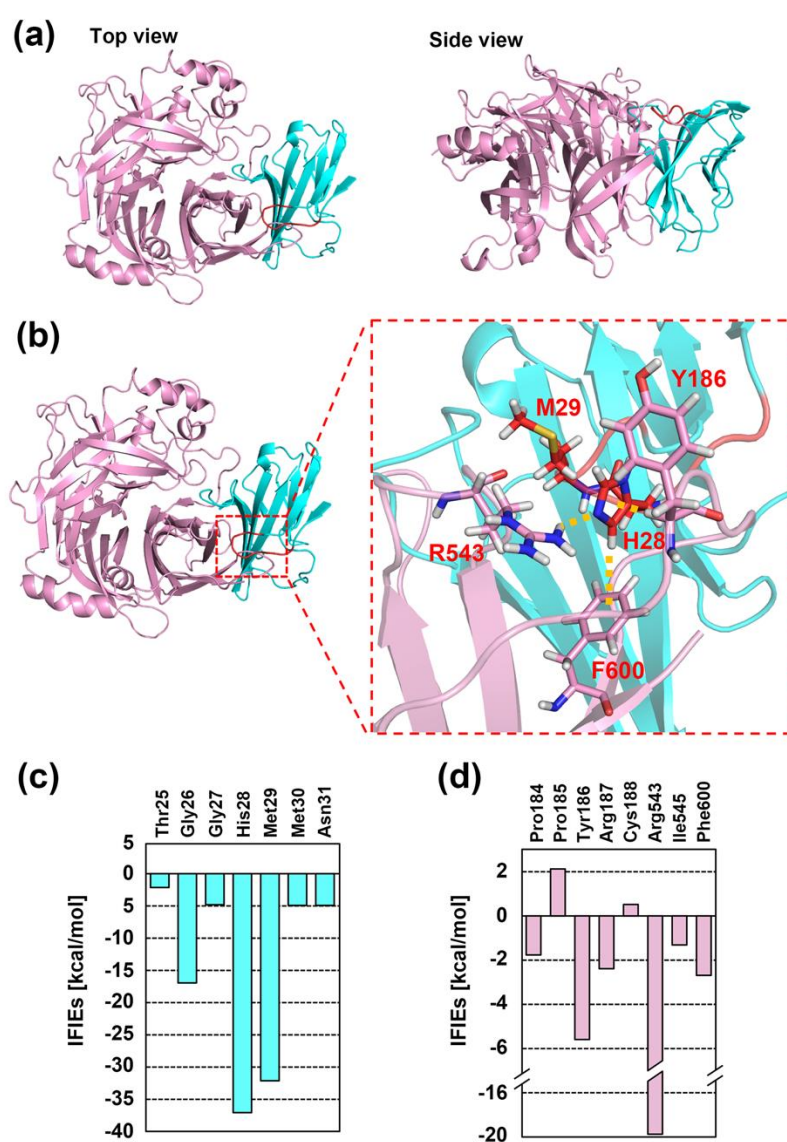 (a)
Top view
Side view
(b)
M29
Y186
R543
H28
F600
(c)
Thr25
Gly26
Gly27
His28
Met29
Met30
Asn31
IFIEs [kcal/mol]
5
0
5
-10
-15
-20
-25
-30
-35
-40
(d)
Pro184
Pro185
Tyr186
Arg187
Cys188
Arg543
Ile545
Phe600
IFIEs [kcal/mol]
2
0
-2
-4
-6
-16
-20